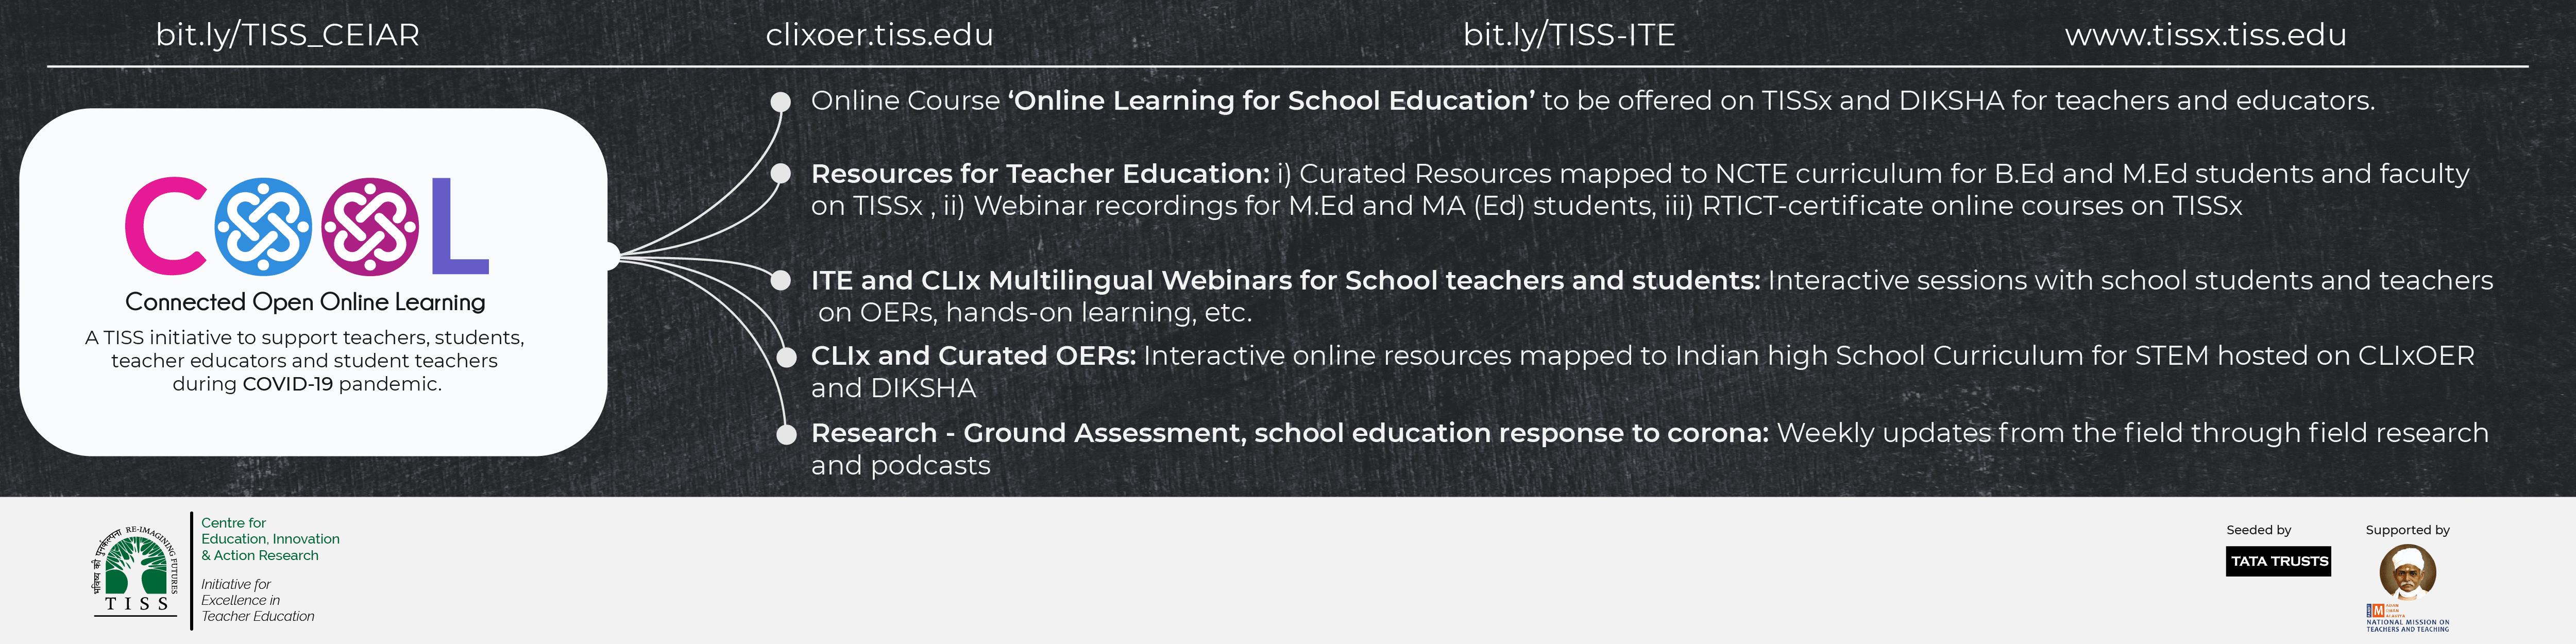 bit.ly/TISS_CEIAR
clixoer.tiss.edu
bit.ly/TISS-ITE
www.tissx.tiss.edu
COOL
Connected Open Online Learning
A TISS initiative to support teachers, students,
teacher educators and student teachers
during COVID-19 pandemic.
Online Course ‘Online Learning for School Education’ to be offered on TISSx and DIKSHA for teachers and educators.
Resources for Teacher Education: i) Curated Resources mapped to NCTE curriculum for B.Ed and M.Ed students and faculty
on TISSx , ii) Webinar recordings for M.Ed and MA (Ed) students, iii) RTICT-certificate online courses on TISSx
ITE and CLIx Multilingual Webinars for School teachers and students: Interactive sessions with school students and teachers
on OERs, hands-on learning, etc.
CLIx and Curated OERs: Interactive online resources mapped to Indian high School Curriculum for STEM hosted on CLIxOER
and DIKSHA
Research - Ground Assessment, school education response to corona: Weekly updates from the field through field research
and podcasts
भविष्य की पुनर्कल्पना
RE-IMAGINING FUTURES
TISS
Centre for
Education, Innovation
& Action Research
Initiative for
Excellence in
Teacher Education
Seeded by
TATA TRUSTS
Supported by
M
NATIONAL MISSION ON
TEACHERS AND TEACHING